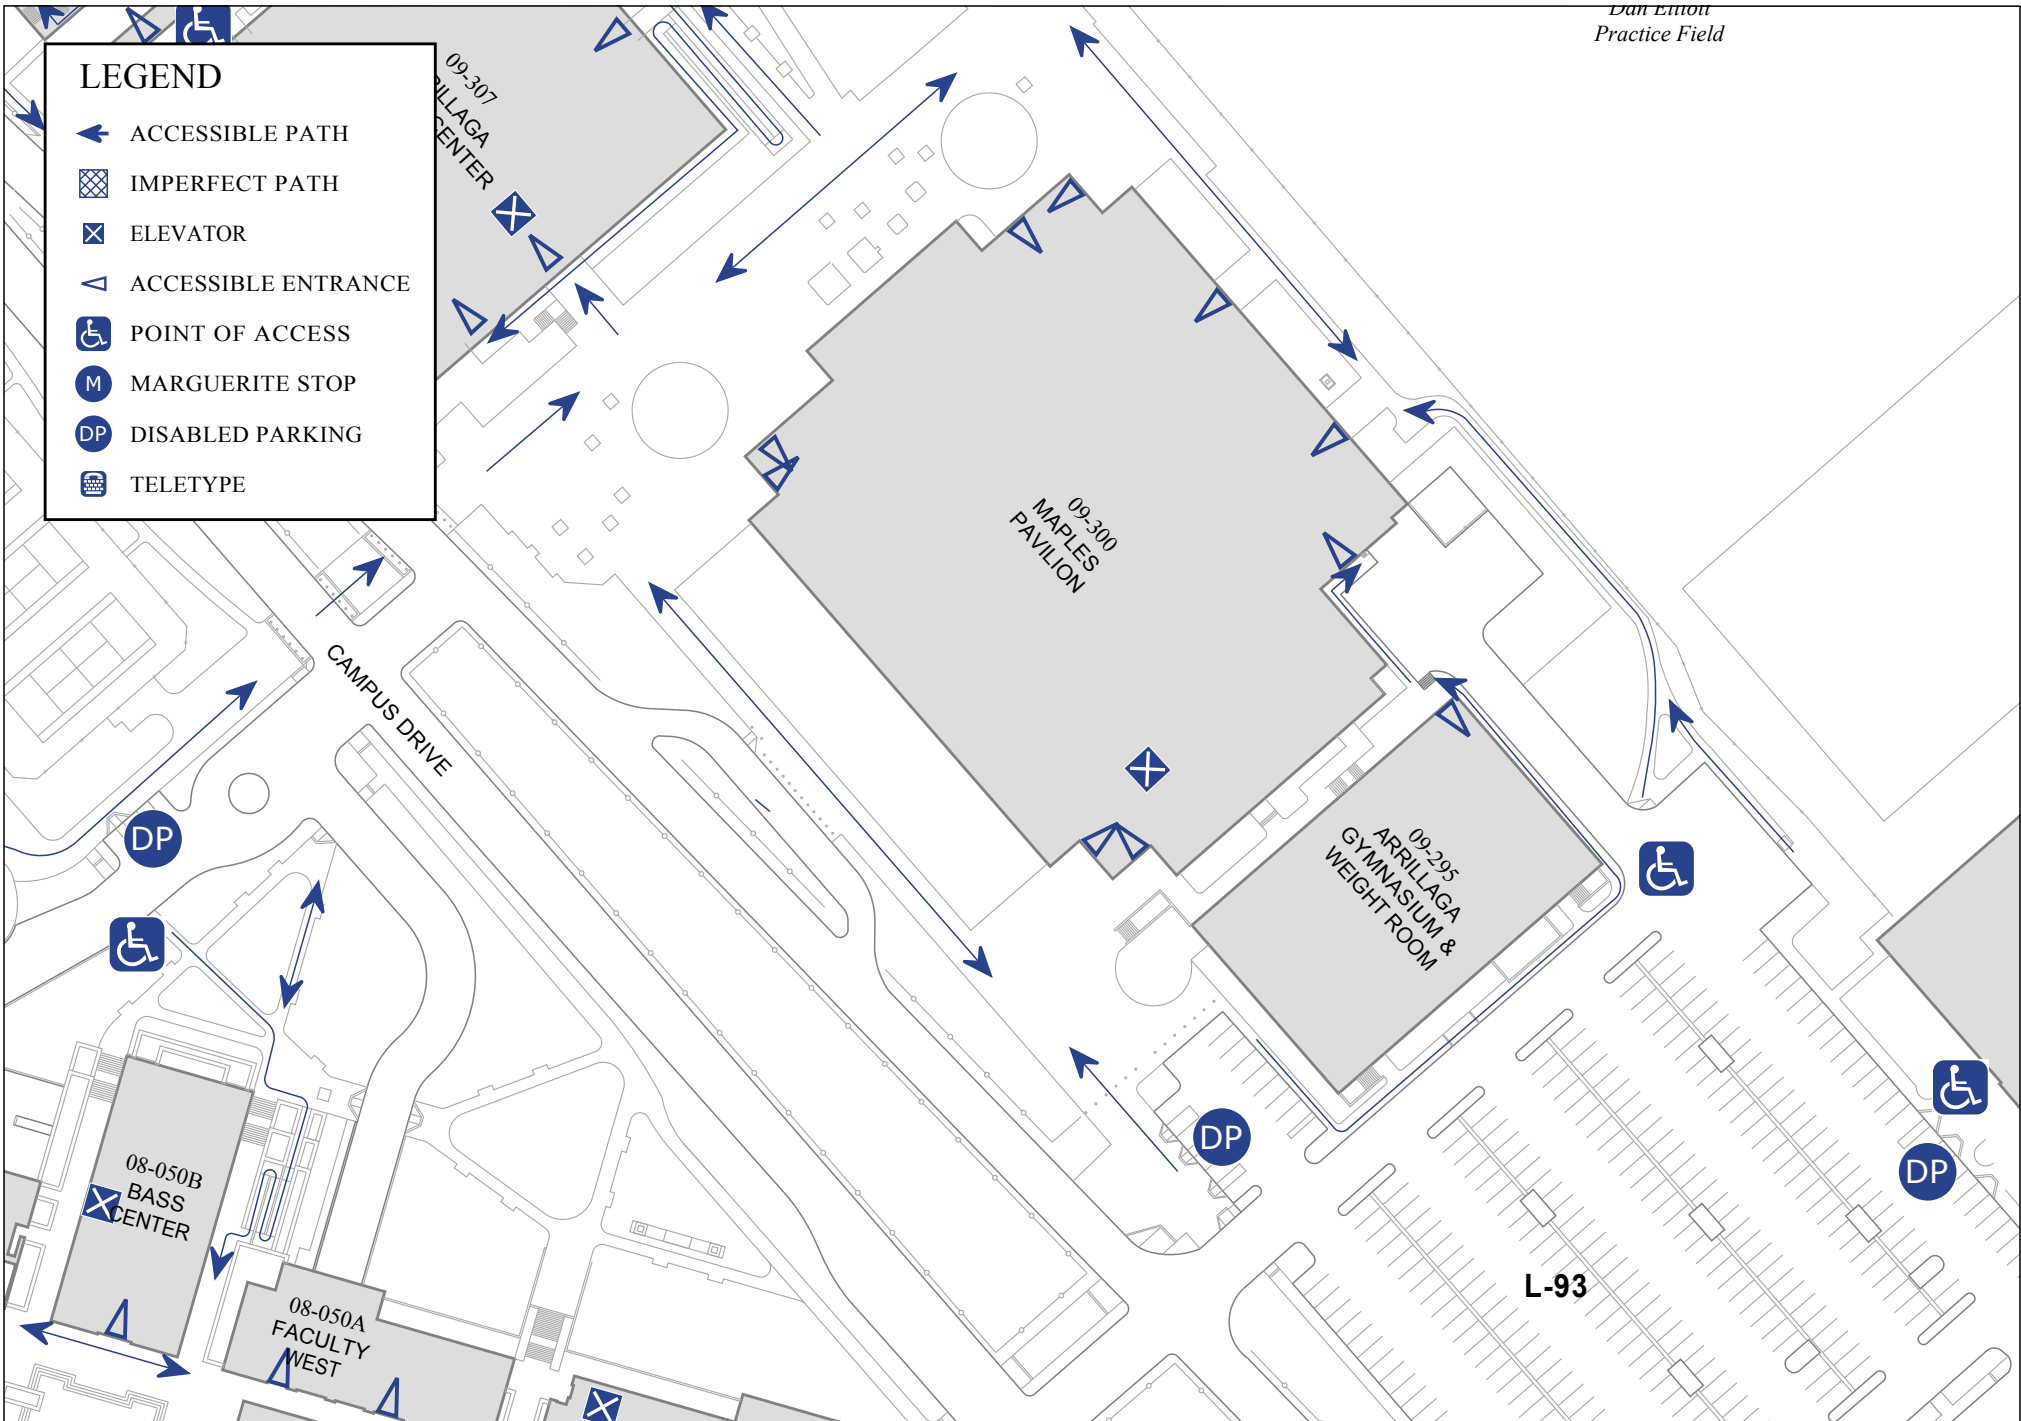 Dan Elliott
Practice Field
LEGEND
ACCESSIBLE PATH
IMPERFECT PATH
ELEVATOR
ACCESSIBLE ENTRANCE
POINT OF ACCESS
M MARGUERITE STOP
DP DISABLED PARKING
TELETYPE
09-307
RILLAGA
CENTER
09-300
MAPLES
PAVILION
CAMPUS DRIVE
DP
09-295
ARRILLAGA
GYMNASIUM &
WEIGHT ROOM
DP
DP
08-050B
BASS
CENTER
L-93
08-050A
FACULTY
WEST